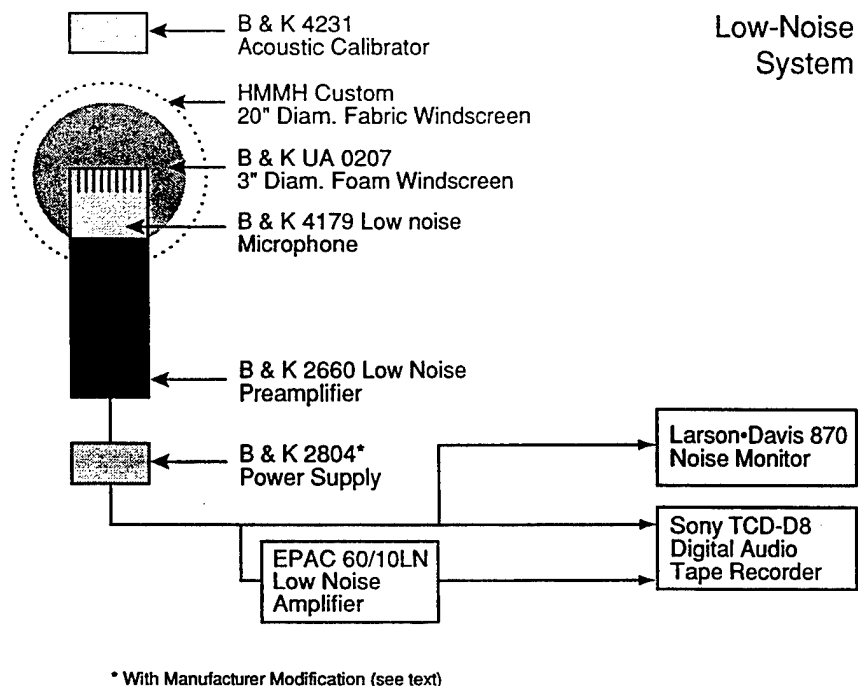 Low-Noise
System
B & K 4231
Acoustic Calibrator
HMMH Custom
20" Diam. Fabric Windscreen
B & K UA 0207
3" Diam. Foam Windscreen
B & K 4179 Low noise
Microphone
B & K 2660 Low Noise
Preamplifier
B & K 2804*
Power Supply
Larson•Davis 870
Noise Monitor
Sony TCD-D8
Digital Audio
Tape Recorder
EPAC 60/10LN
Low Noise
Amplifier
* With Manufacturer Modification (see text)